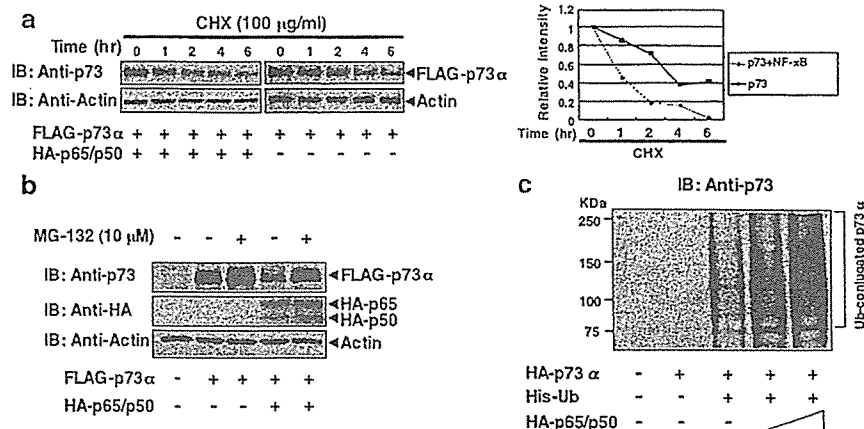 a
CHX (100 µg/ml)
Time (hr) 0 1 2 4 6 0 1 2 4 6
IB: Anti-p73 ◄FLAG-p73α
IB: Anti-Actin ◄Actin
FLAG-p73α + + + + + + + + + +
HA-p65/p50 + + + + + - - - - -
Relative Intensity
1.2
1
0.8
0.6
0.4
0.2
0
Time (hr) 0 1 2 4 6
CHX
p73+NF-κB
p73
b
MG-132 (10 µM) - - + - +
IB: Anti-p73 ◄FLAG-p73α
IB: Anti-HA ◄HA-p65
◄HA-p50
IB: Anti-Actin ◄Actin
FLAG-p73α - + + + +
HA-p65/p50 - - - + +
c
IB: Anti-p73
KDa
250
150
100
75
Ub-conjugated p73 α
HA-p73 α - + + + +
His-Ub - - + + +
HA-p65/p50 - - -